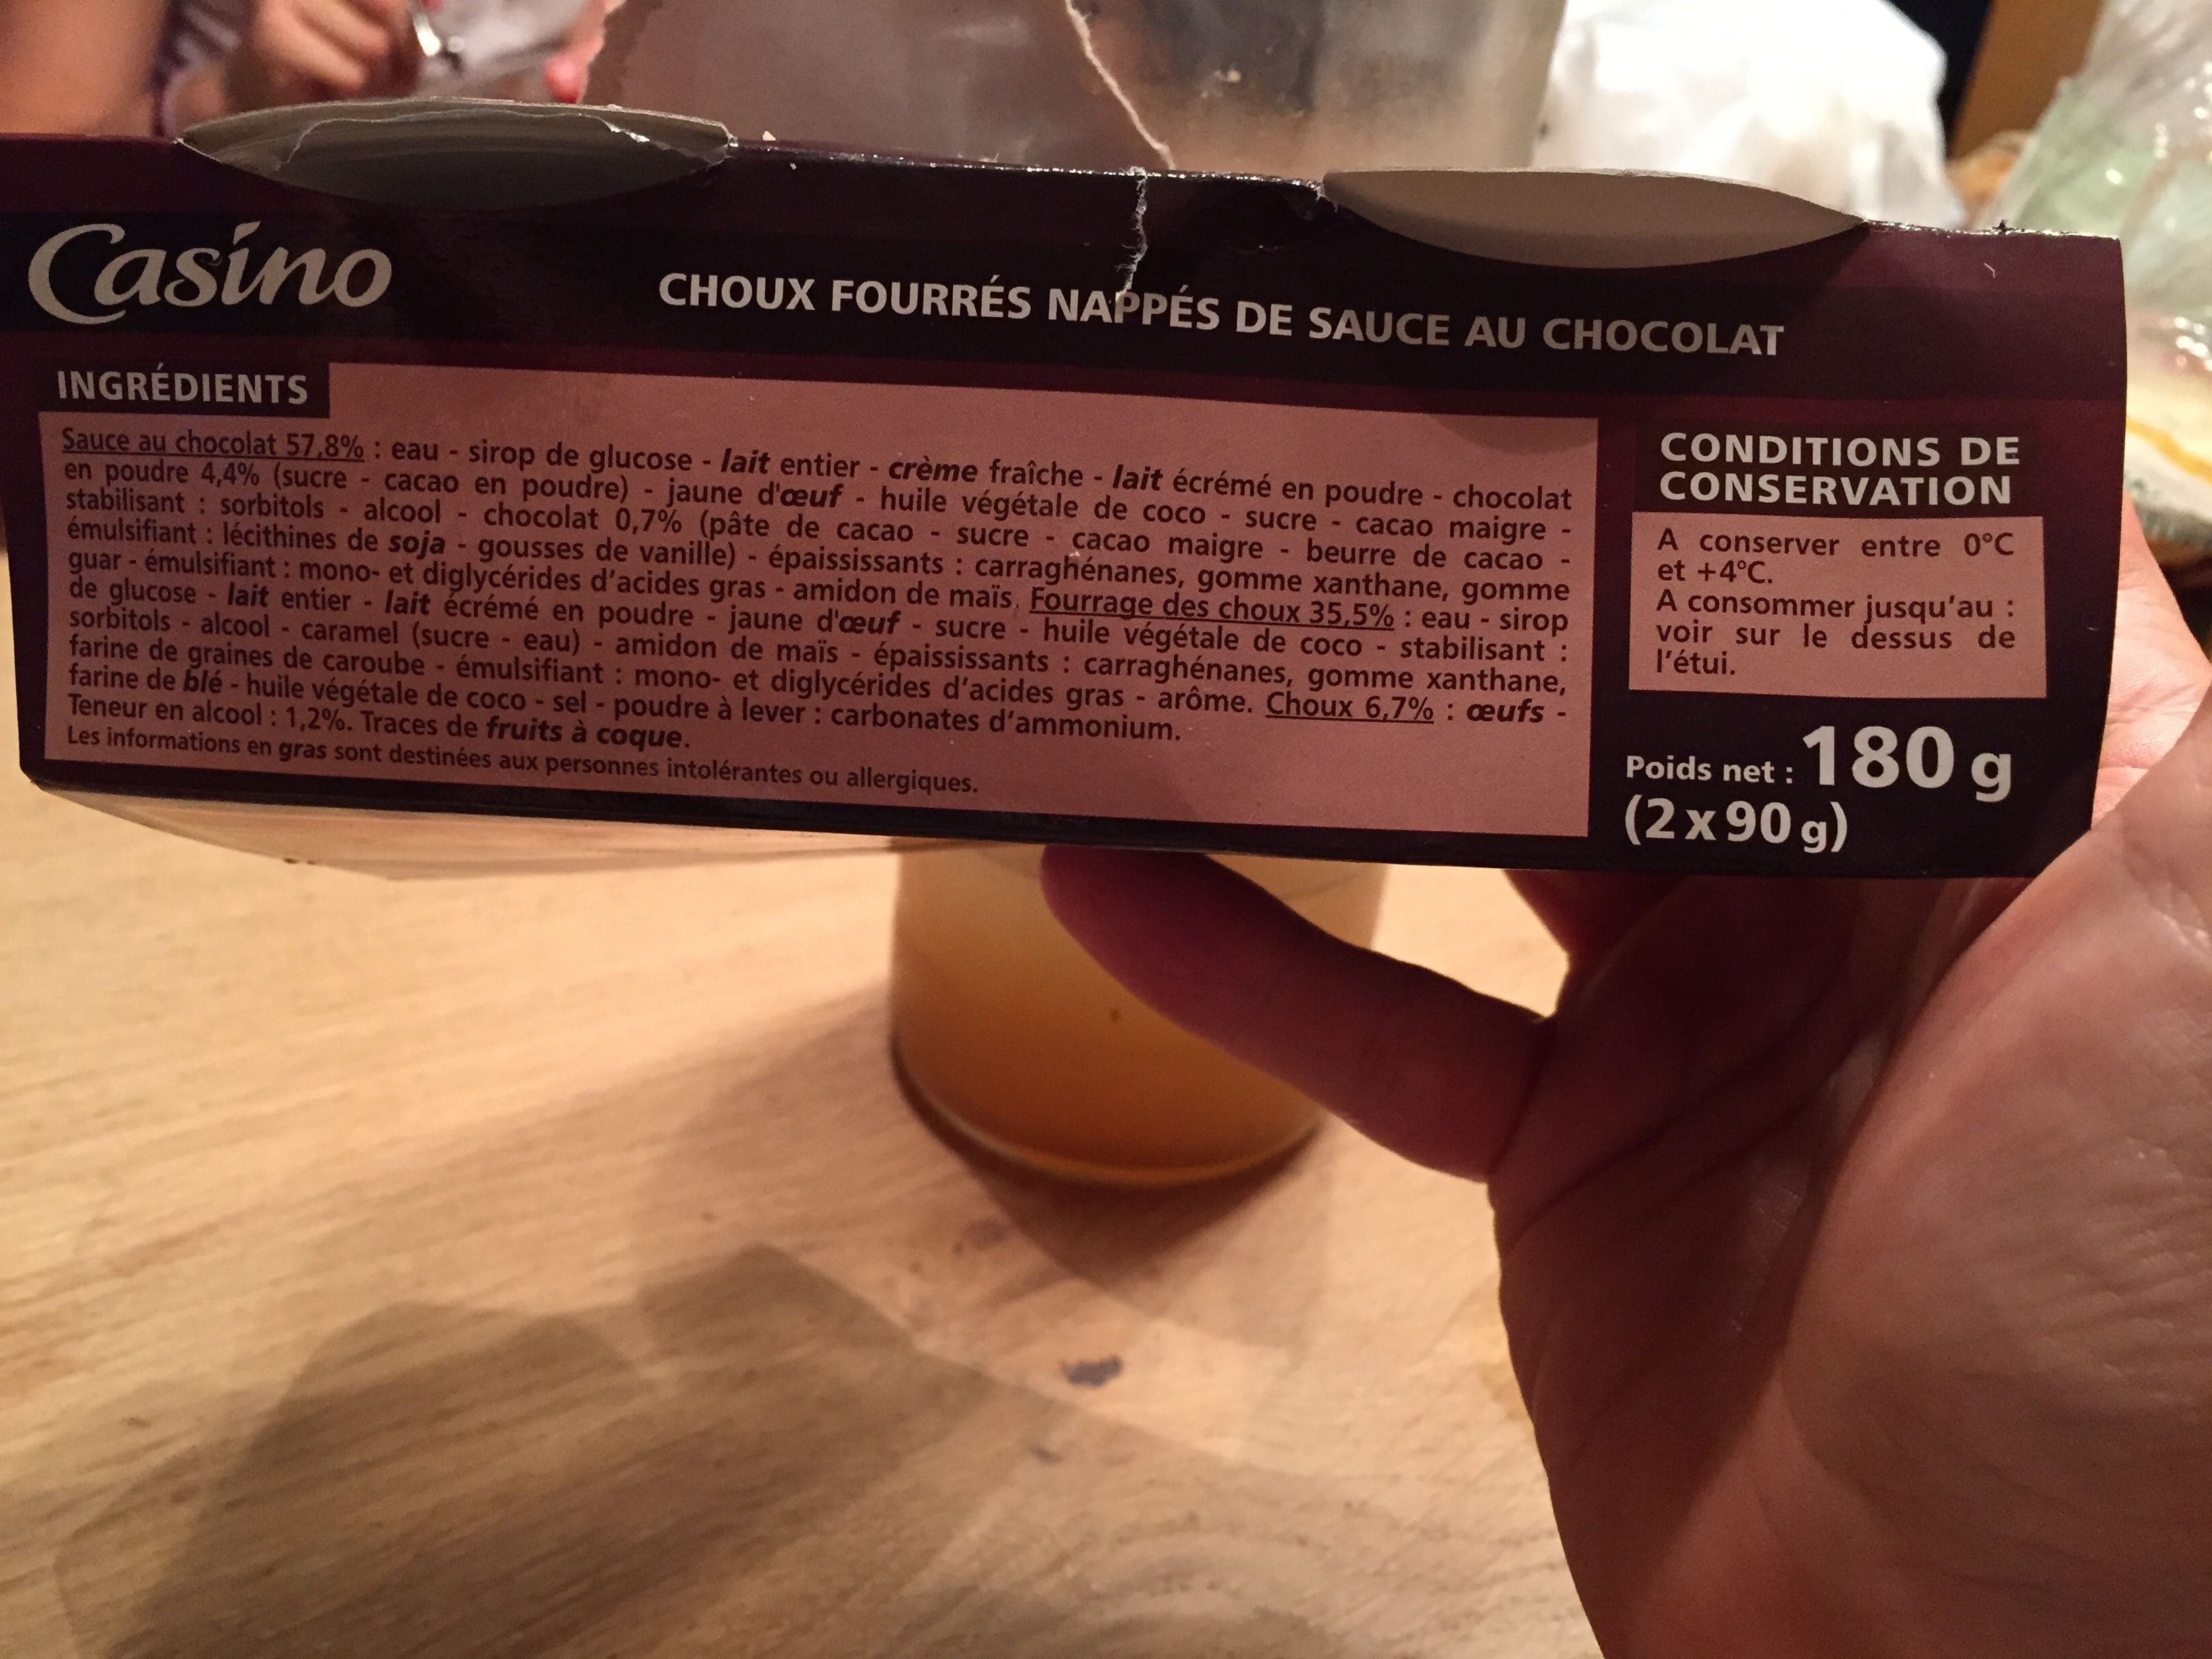 Casino
CHOUX FOURRÉS NAPPÉS DE SAUCE AU CHOCOLAT
INGRÉDIENTS
Sauce au chocolat 57,8% : eau - sirop de glucose - lait entier - crème fraîche - lait écrémé en poudre - chocolat
en poudre 4,4% (sucre - cacao en poudre) - jaune d'œuf - huile végétale de coco - sucre - cacao maigre -
stabilisant : sorbitols - alcool - chocolat 0,7% (pâte de cacao - sucre - cacao maigre - beurre de cacao -
émulsifiant : lécithines de soja - gousses de vanille) - épaississants : carraghénanes, gomme xanthane, gomme
guar - émulsifiant : mono- et diglycérides d'acides gras - amidon de maïs. Fourrage des choux 35,5% : eau - sirop
de glucose - lait entier - lait écrémé en poudre - jaune d'œuf - sucre - huile végétale de coco - stabilisant :
sorbitols - alcool - caramel (sucre - eau) - amidon de maïs - épaississants : carraghénanes, gomme xanthane,
farine de graines de caroube - émulsifiant : mono- et diglycérides d'acides gras - arôme. Choux 6,7% : œufs -
farine de blé - huile végétale de coco - sel - poudre à lever : carbonates d'ammonium.
Teneur en alcool : 1,2%. Traces de fruits à coque.
Les informations en gras sont destinées aux personnes intolérantes ou allergiques.
CONDITIONS DE
CONSERVATION
A conserver entre 0°C
et +4°C.
A consommer jusqu'au :
voir sur le dessus de
l'étui.
Poids net : 180 g
(2 x 90 g)